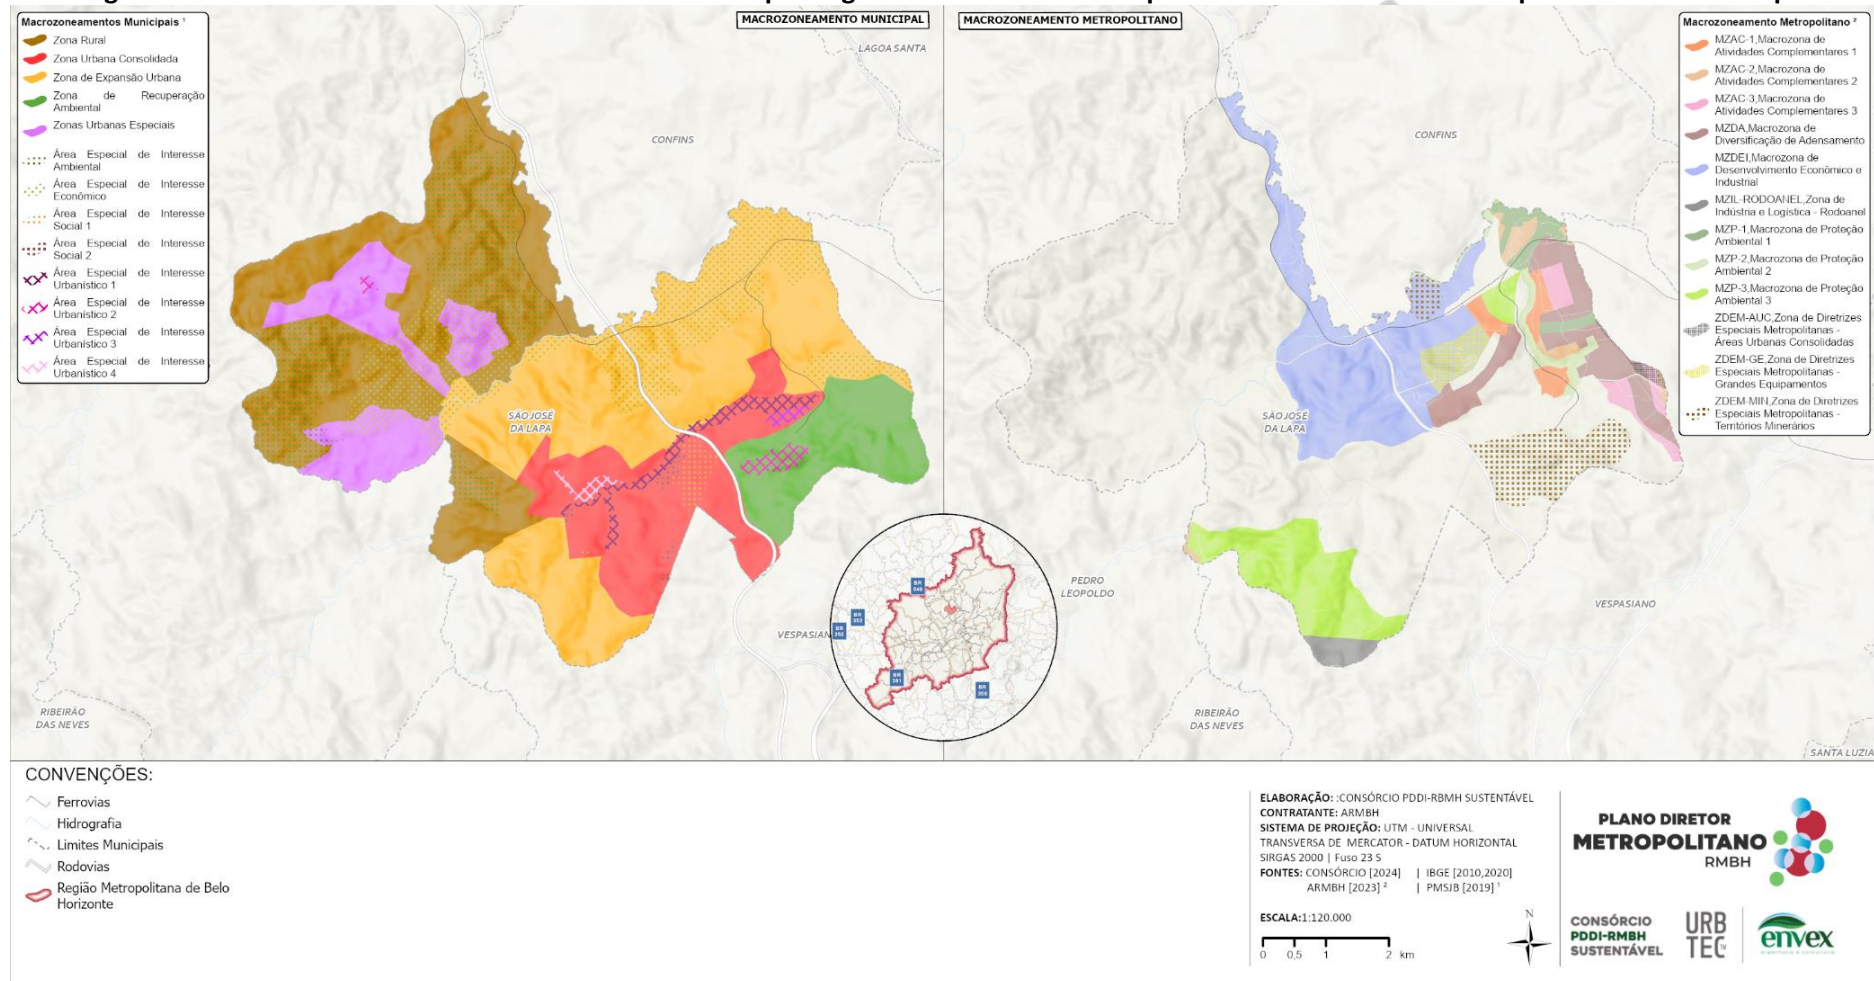 MACROZONEAMENTO MUNICIPAL
MACROZONEAMENTO METROPOLITANO
Macrozoneamentos Municipais ¹
Zona Rural
Zona Urbana Consolidada
Zona de Expansão Urbana
Zona de Recuperação
Ambiental
Zonas Urbanas Especiais
Área Especial de Interesse
Ambiental
Área Especial de Interesse
Econômico
Área Especial de Interesse
Social 1
Área Especial de Interesse
Social 2
Área Especial de Interesse
Urbanístico 1
Área Especial de Interesse
Urbanístico 2
Área Especial de Interesse
Urbanístico 3
Área Especial de Interesse
Urbanístico 4
LAGOA SANTA
CONFINS
SÃO JOSÉ
DA LAPA
VESPASIAN
RIBEIRÃO
DAS NEVES
BR
040
BR
381
CONFINS
SÃO JOSÉ
DA LAPA
PEDRO
LEOPOLDO
VESPASIANO
RIBEIRÃO
DAS NEVES
SANTA LUZIA
Macrozoneamento Metropolitano ²
MZAC-1,Macrozona de
Atividades Complementares 1
MZAC-2,Macrozona de
Atividades Complementares 2
MZAC-3,Macrozona de
Atividades Complementares 3
MZDA,Macrozona de
Diversificação de Adensamento
MZDEI,Macrozona de
Desenvolvimento Econômico e
Industrial
MZIL-RODOANEL,Zona de
Indústria e Logística - Rodoanel
MZP-1,Macrozona de Proteção
Ambiental 1
MZP-2,Macrozona de Proteção
Ambiental 2
MZP-3,Macrozona de Proteção
Ambiental 3
ZDEM-AUC,Zona de Diretrizes
Especiais Metropolitanas -
Áreas Urbanas Consolidadas
ZDEM-GE,Zona de Diretrizes
Especiais Metropolitanas -
Grandes Equipamentos
ZDEM-MIN,Zona de Diretrizes
Especiais Metropolitanas -
Territórios Minerários
CONVENÇÕES:
Ferrovias
Hidrografia
Limites Municipais
Rodovias
Região Metropolitana de Belo
Horizonte
ELABORAÇÃO: :CONSÓRCIO PDDI-RBMH SUSTENTÁVEL
CONTRATANTE: ARMBH
SISTEMA DE PROJEÇÃO: UTM - UNIVERSAL
TRANSVERSA DE MERCATOR - DATUM HORIZONTAL
SIRGAS 2000 | Fuso 23 S
FONTES: CONSÓRCIO [2024] | IBGE [2010,2020]
ARMBH [2023] ² | PMSJB [2019] ¹
ESCALA:1:120.000
0 0,5 1 2 km
N
PLANO DIRETOR
METROPOLITANO
RMBH
CONSÓRCIO
PDDI-RMBH
SUSTENTÁVEL
URB
TEC
envex